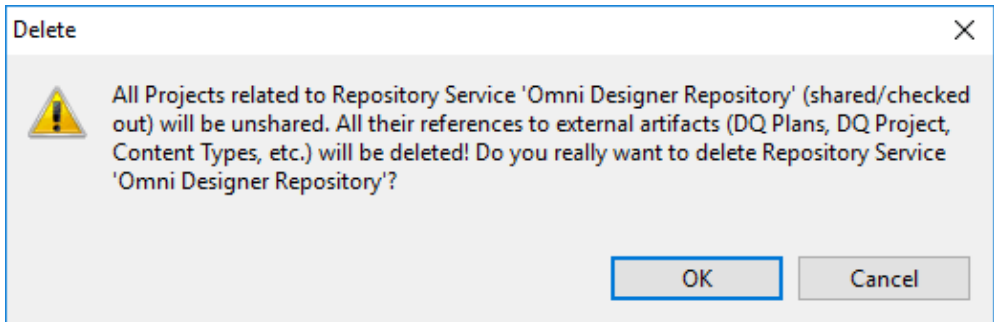 Delete
All Projects related to Repository Service 'Omni Designer Repository' (shared/checked
out) will be unshared. All their references to external artifacts (DQ Plans, DQ Project,
Content Types, etc.) will be deleted! Do you really want to delete Repository Service
'Omni Designer Repository'?
OK
Cancel